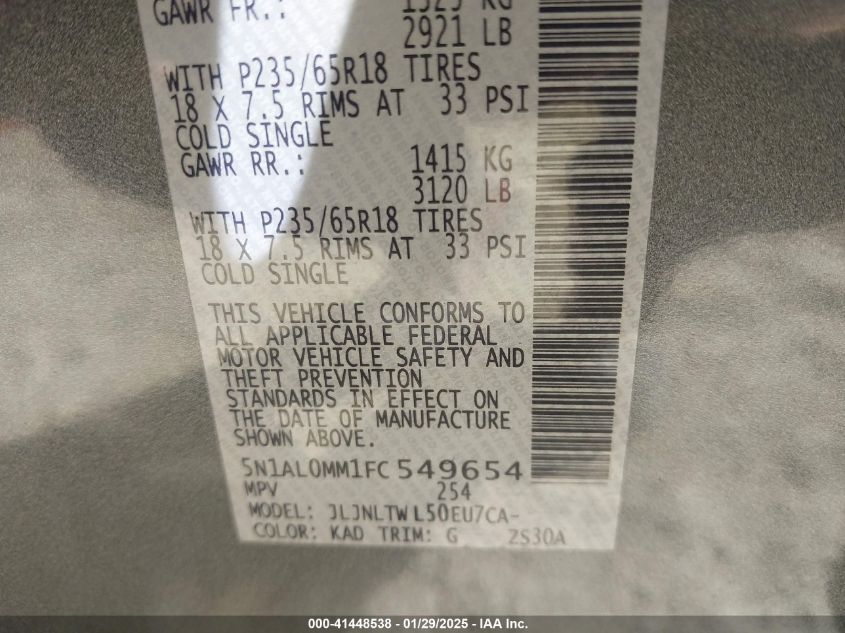 GAWR FR.: 1325 KG
2921 LB
WITH P235/65R18 TIRES
18 X 7.5 RIMS AT 33 PSI
COLD SINGLE
GAWR RR.: 1415 KG
3120 LB
WITH P235/65R18 TIRES
18 X 7.5 RIMS AT 33 PSI
COLD SINGLE
THIS VEHICLE CONFORMS TO
ALL APPLICABLE FEDERAL
MOTOR VEHICLE SAFETY AND
THEFT PREVENTION
STANDARDS IN EFFECT ON
THE DATE OF MANUFACTURE
SHOWN ABOVE.
5N1AL0MM1FC549654
MPV 254
MODEL: JLJNLTWL50EU7CA-
COLOR: KAD TRIM: G ZS30A
000-41448538 - 01/29/2025 - IAA Inc.